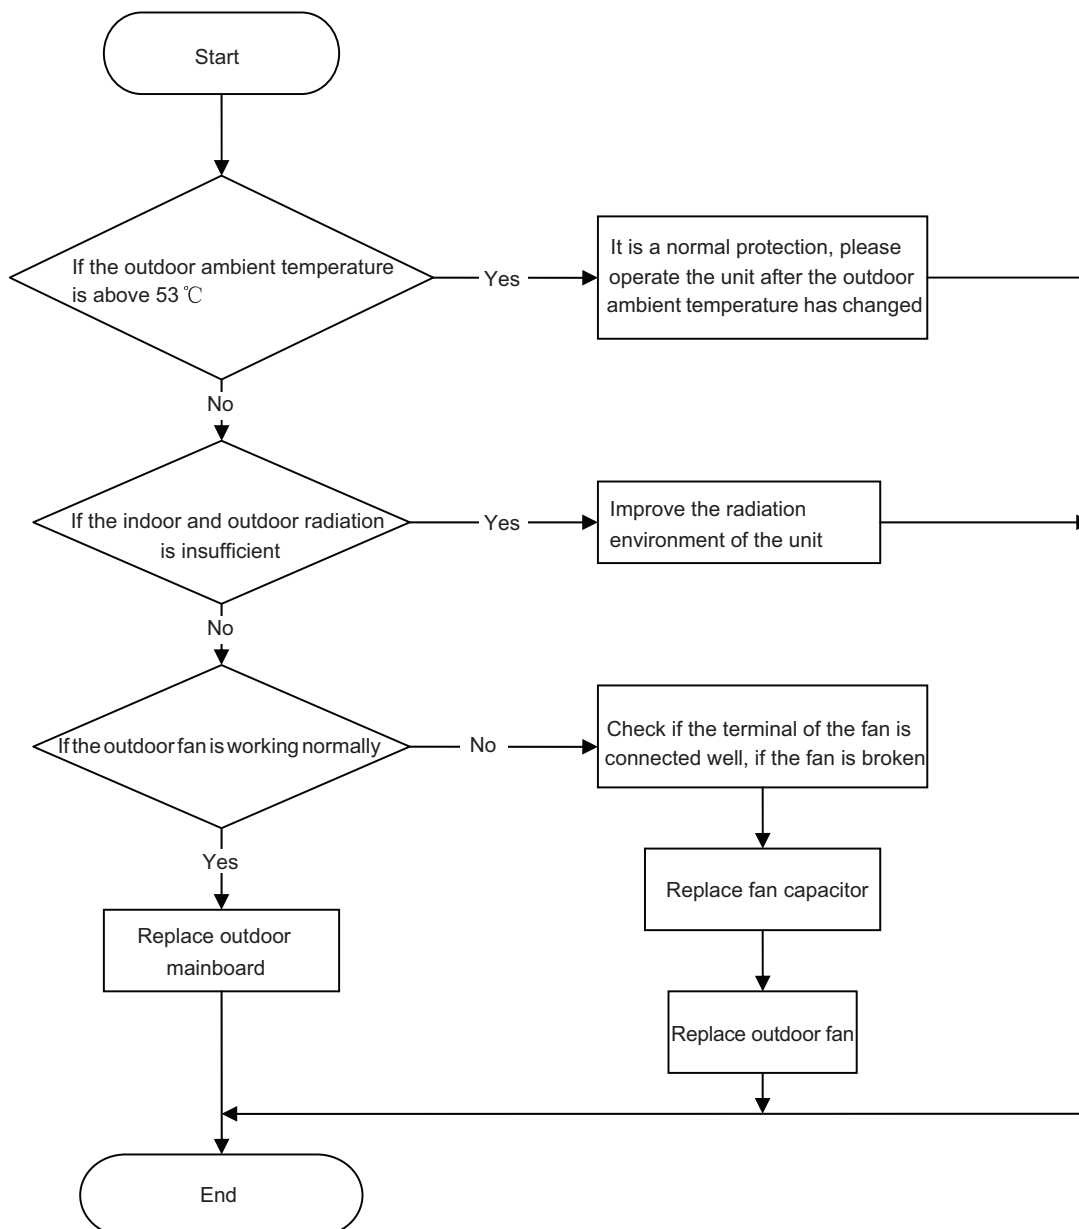 Start
If the outdoor ambient temperature
is above 53 ℃
Yes
It is a normal protection, please
operate the unit after the outdoor
ambient temperature has changed
No
If the indoor and outdoor radiation
is insufficient
Yes
Improve the radiation
environment of the unit
No
If the outdoor fan is working normally
No
Check if the terminal of the fan is
connected well, if the fan is broken
Yes
Replace fan capacitor
Replace outdoor
mainboard
Replace outdoor fan
End